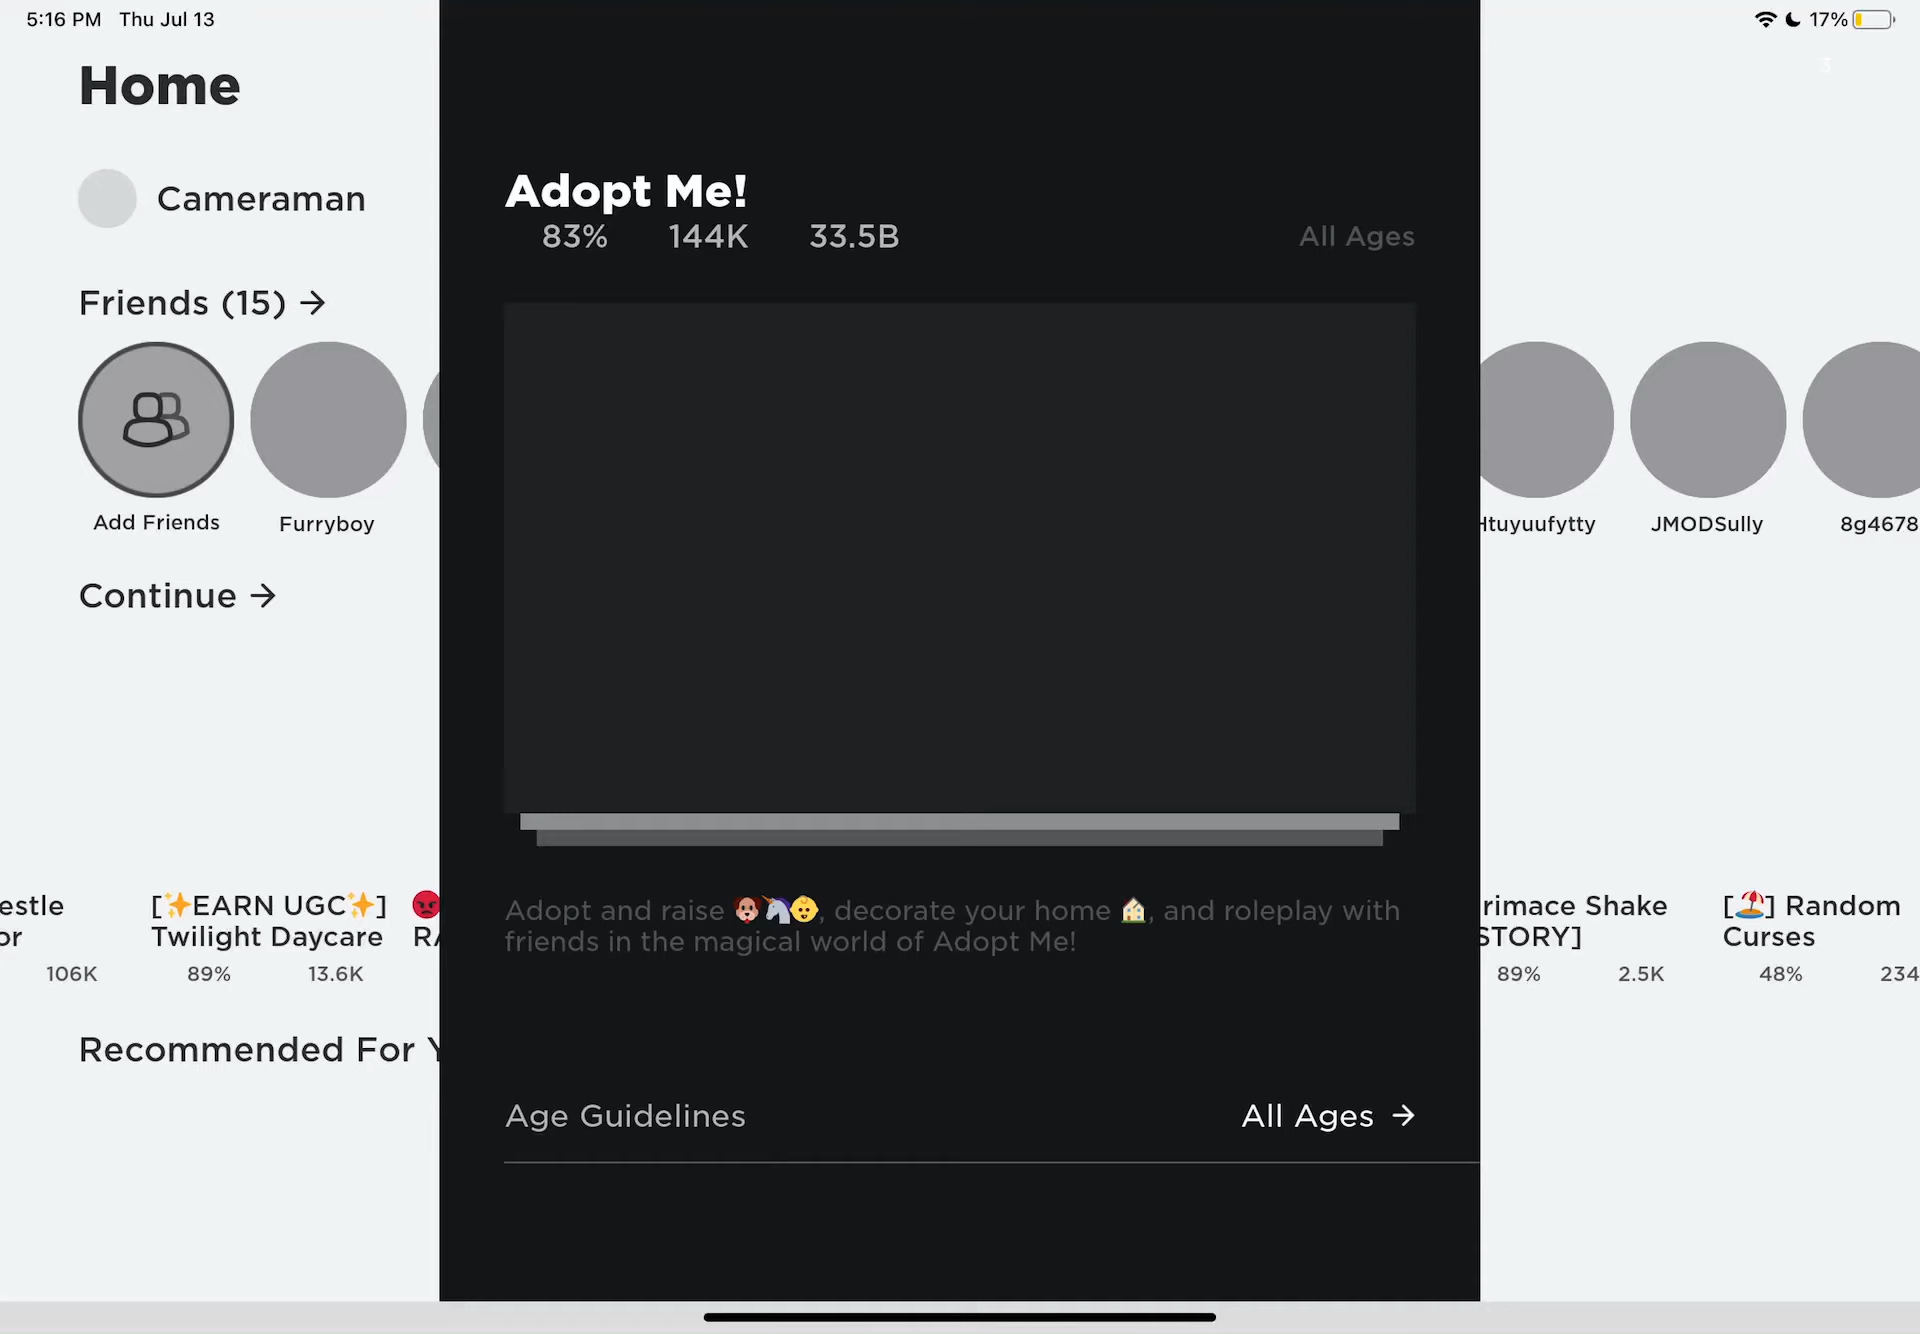 5:16 PM Thu Jul 13
17%
3
Home
Cameraman
Friends (15) →
Add Friends
Furryboy
Htuyuufytty
JMODSully
8g4678
Continue →
estle
or
106K
[✨EARN UGC✨]
Twilight Daycare
89% 13.6K
😡
RA
Adopt Me!
83% 144K 33.5B
All Ages
Adopt and raise 🐶🦄👶, decorate your home 🏠, and roleplay with
friends in the magical world of Adopt Me!
Age Guidelines
All Ages →
rimace Shake
STORY]
89% 2.5K
[🏖️] Random
Curses
48% 234
Recommended For Y